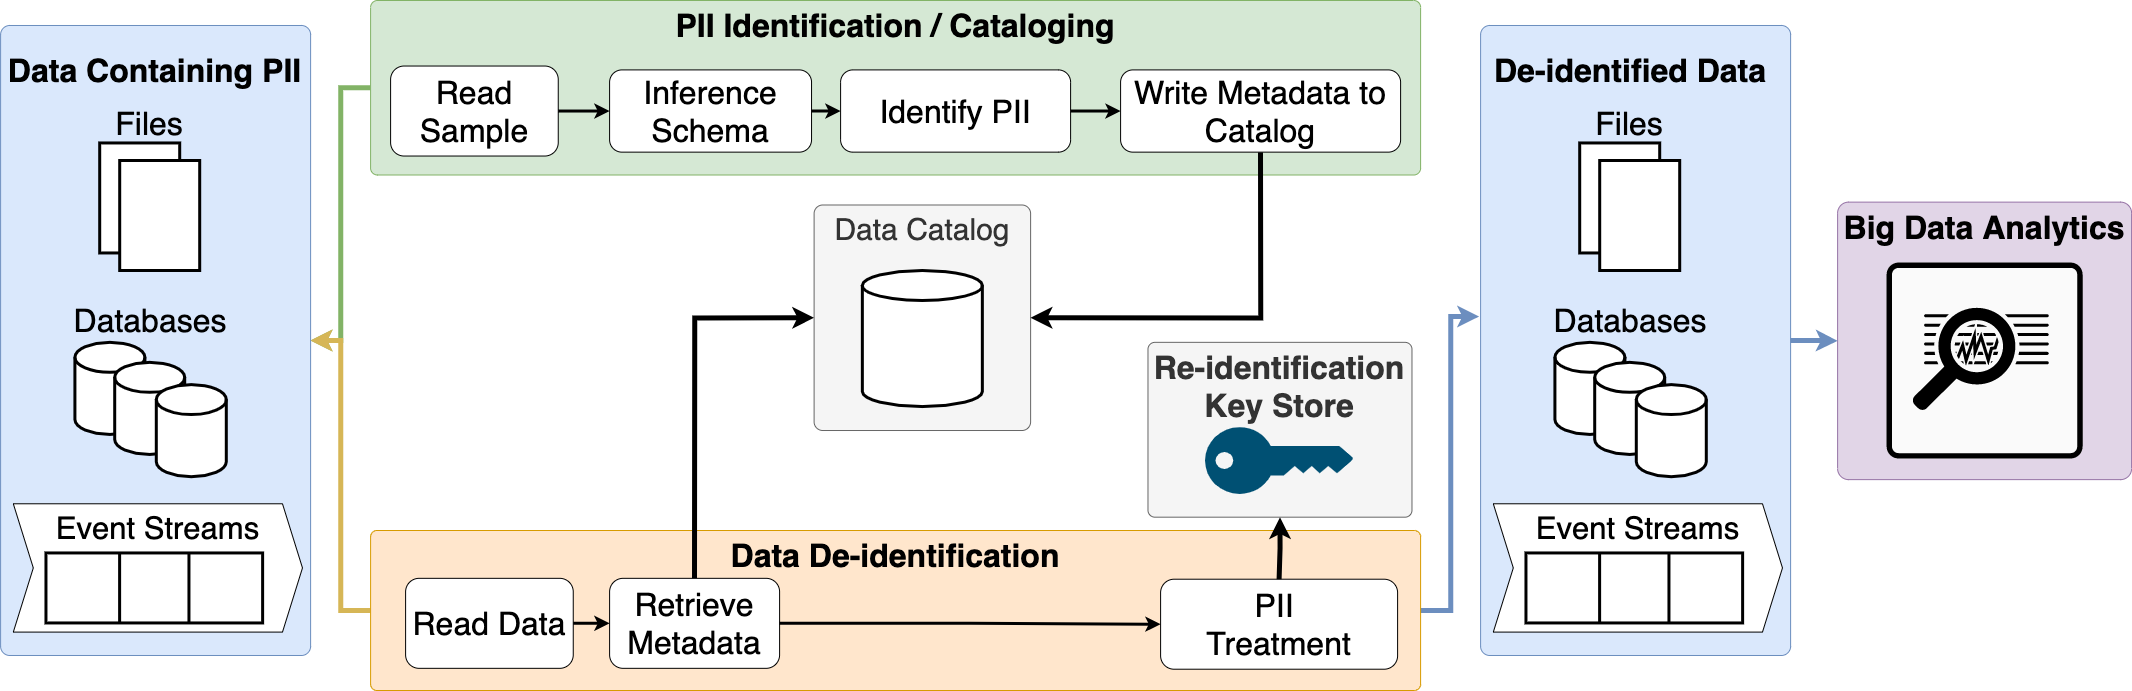 Data Containing PII
Files
Databases
Event Streams
PII Identification / Cataloging
Read
Sample
Inference
Schema
Identify PII
Write Metadata to
Catalog
Data Catalog
Re-identification
Key Store
Data De-identification
Read Data
Retrieve
Metadata
PII
Treatment
De-identified Data
Files
Databases
Event Streams
Big Data Analytics